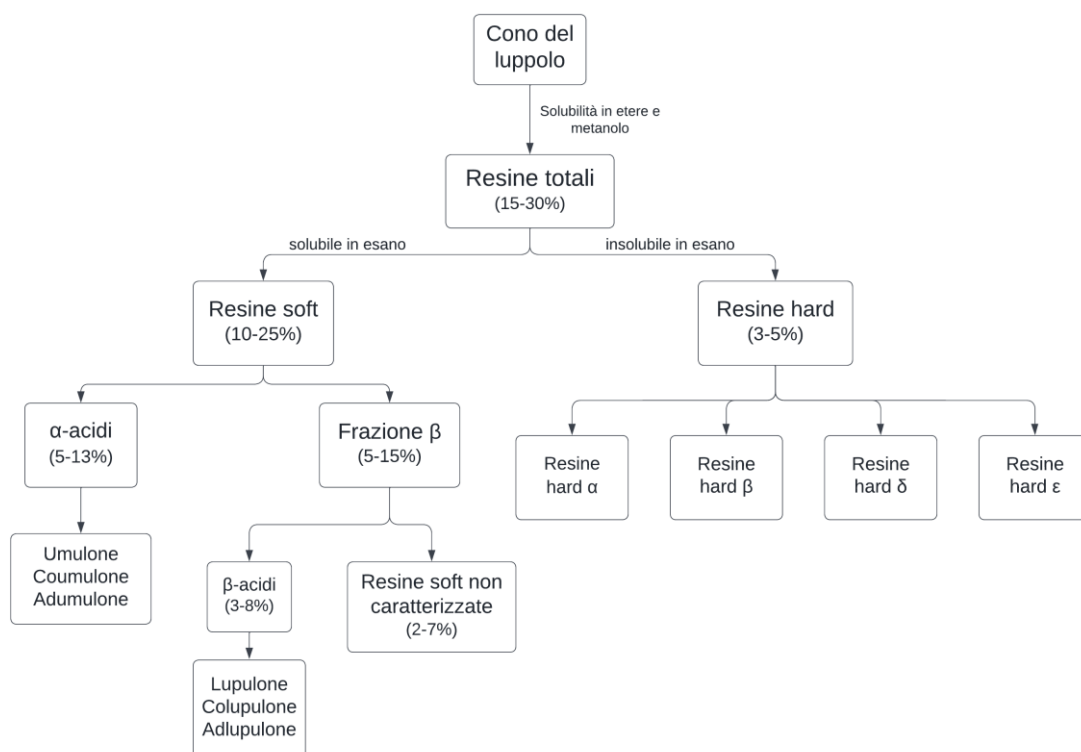 Cono del
luppolo
Solubilità in etere e
metanolo
Resine totali
(15-30%)
solubile in esano
insolubile in esano
Resine soft
(10-25%)
Resine hard
(3-5%)
α-acidi
(5-13%)
Frazione β
(5-15%)
Resine
hard α
Resine
hard β
Resine
hard δ
Resine
hard ε
Umulone
Coumulone
Adumulone
β-acidi
(3-8%)
Resine soft non
caratterizzate
(2-7%)
Lupulone
Colupulone
Adlupulone